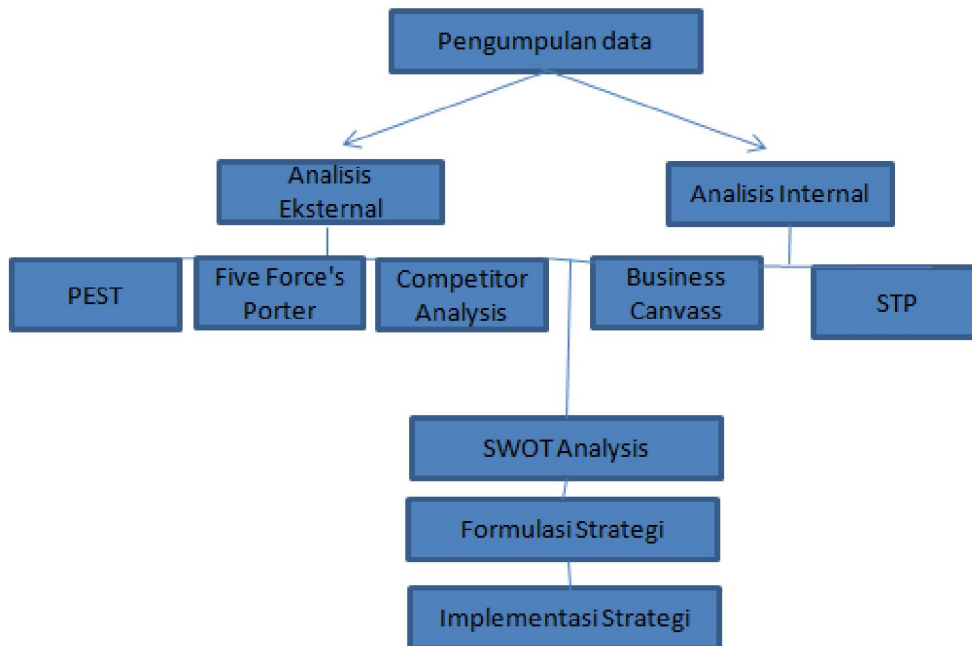 Pengumpulan data
Analisis
Eksternal
Analisis Internal
PEST
Five Force's
Porter
Competitor
Analysis
Business
Canvass
STP
SWOT Analysis
Formulasi Strategi
Implementasi Strategi